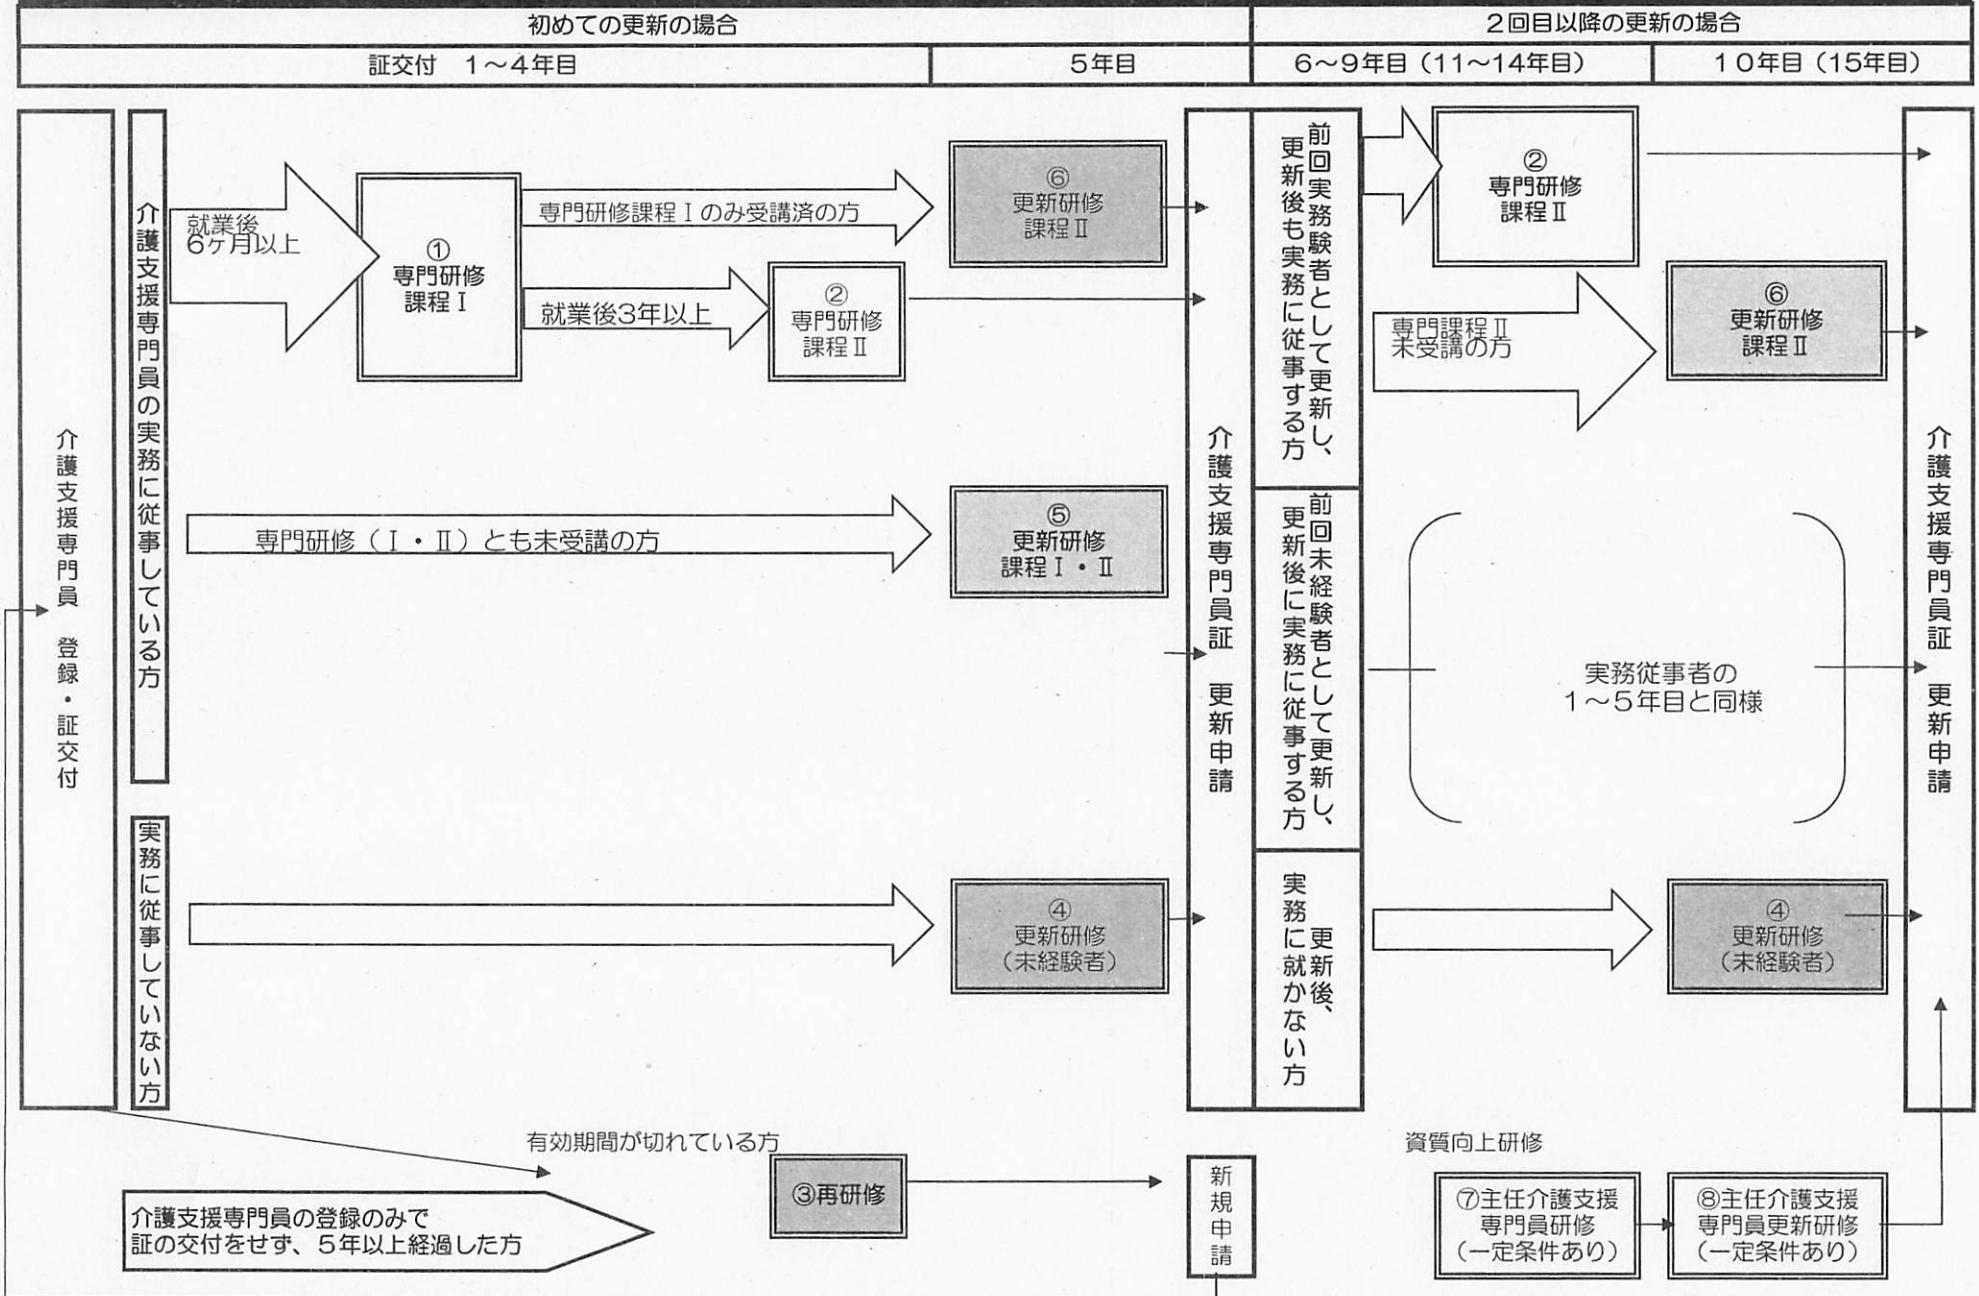 初めての更新の場合
2回目以降の更新の場合
証交付 1～4年目
5年目
6～9年目（11～14年目）
10年目（15年目）
介護支援専門員 登録・証交付
介護支援専門員の実務に従事している方
就業後
6ヶ月以上
①
専門研修
課程Ⅰ
専門研修課程Ⅰのみ受講済の方
⑥
更新研修
課程Ⅱ
就業後3年以上
②
専門研修
課程Ⅱ
専門研修（Ⅰ・Ⅱ）とも未受講の方
⑤
更新研修
課程Ⅰ・Ⅱ
実務に従事していない方
④
更新研修
（未経験者）
介護支援専門員証 更新申請
前回実務験者として更新し、
更新後も実務に従事する方
②
専門研修
課程Ⅱ
専門課程Ⅱ
未受講の方
⑥
更新研修
課程Ⅱ
前回未経験者として更新し、
更新後に実務に従事する方
実務従事者の
1～5年目と同様
更新後、
実務に就かない方
④
更新研修
（未経験者）
介護支援専門員証 更新申請
有効期間が切れている方
介護支援専門員の登録のみで
証の交付をせず、5年以上経過した方
③再研修
新規申請
資質向上研修
⑦主任介護支援
専門員研修
（一定条件あり）
⑧主任介護支援
専門員更新研修
（一定条件あり）